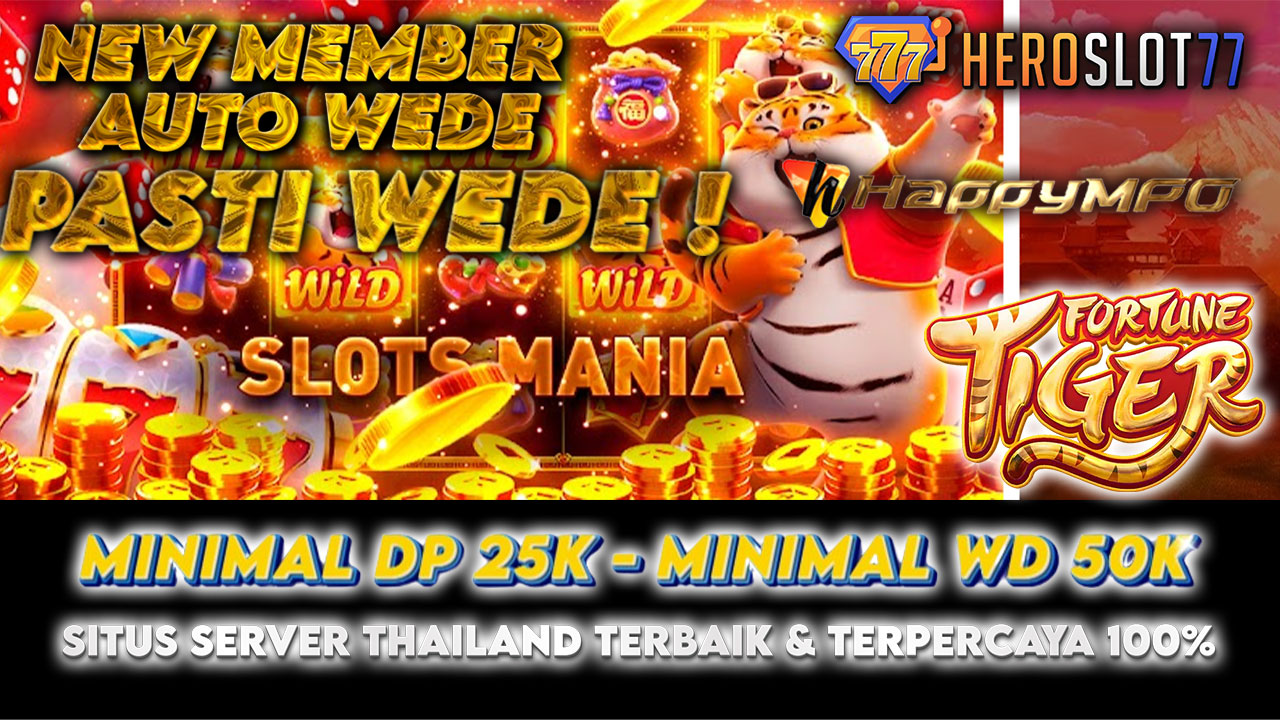 NEW MEMBER
AUTO WEDE
PASTI WEDE !
777
HEROSLOT77
HAPPYMPO
WILD
WILD
SLOTS MANIA
A
FORTUNE
TIGER
MINIMAL DP 25K - MINIMAL WD 50K
SITUS SERVER THAILAND TERBAIK & TERPERCAYA 100%